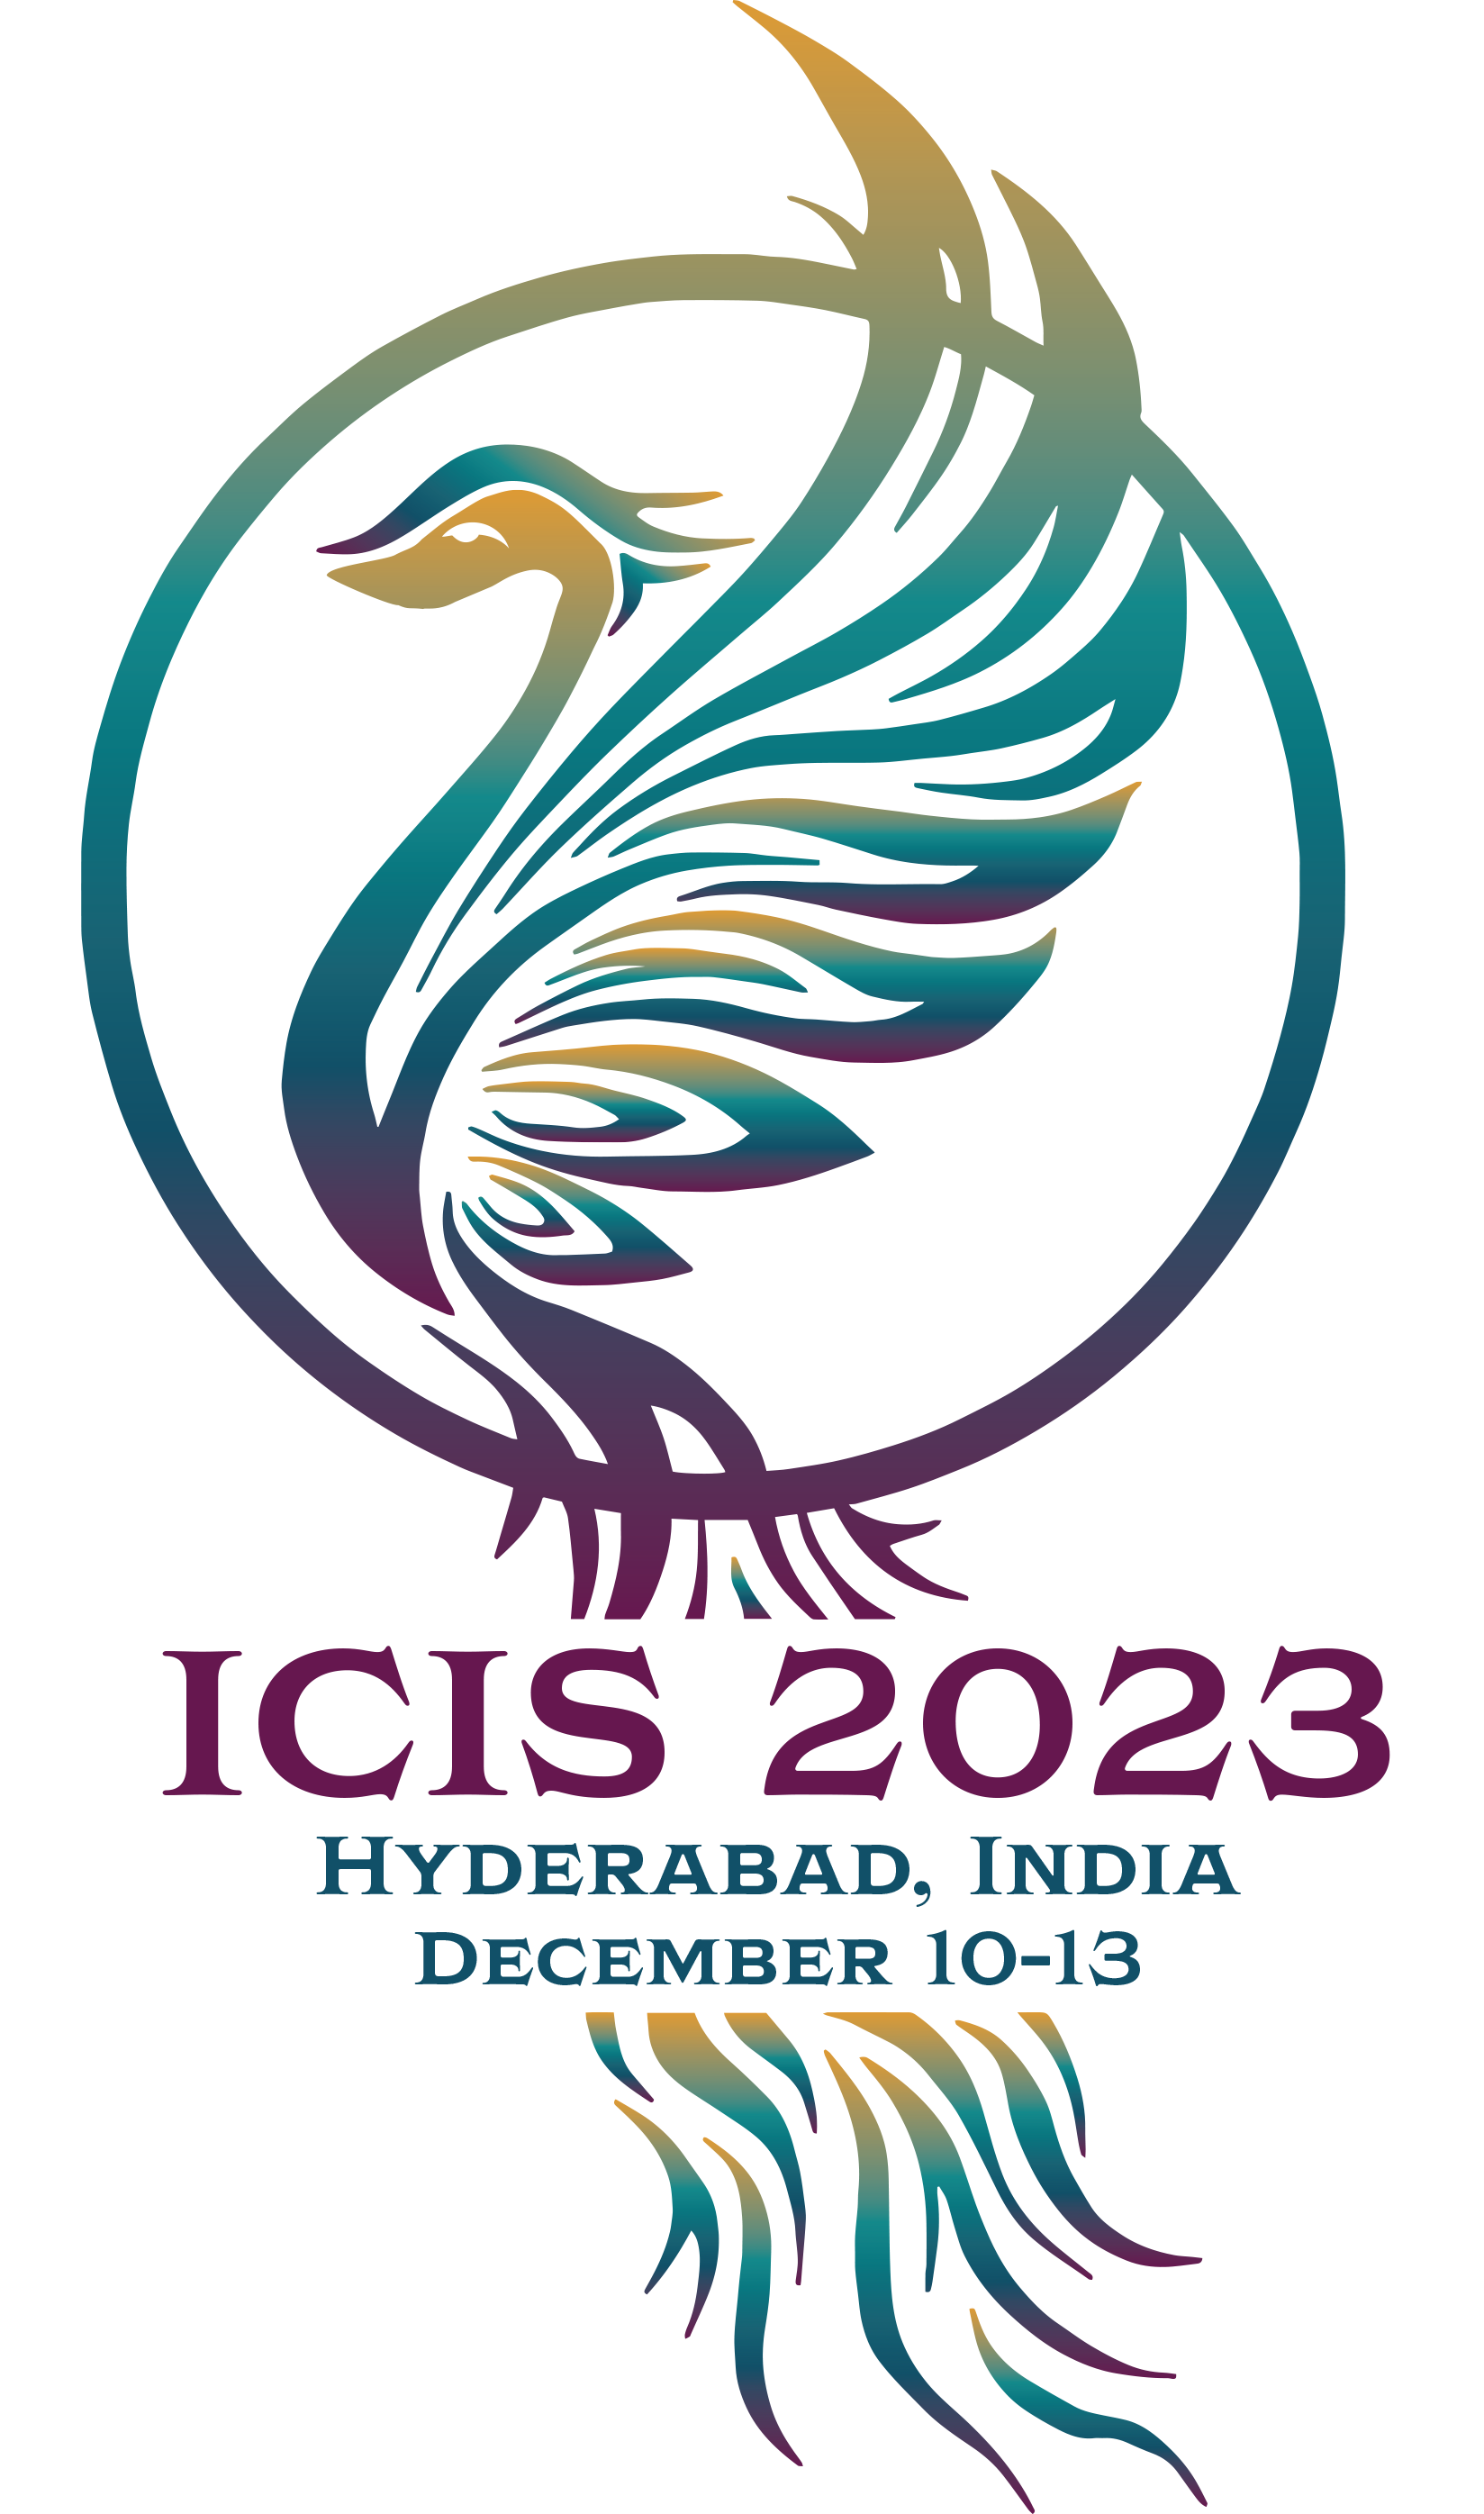 ICIS 2023
HYDERABAD, INDIA
DECEMBER 10-13